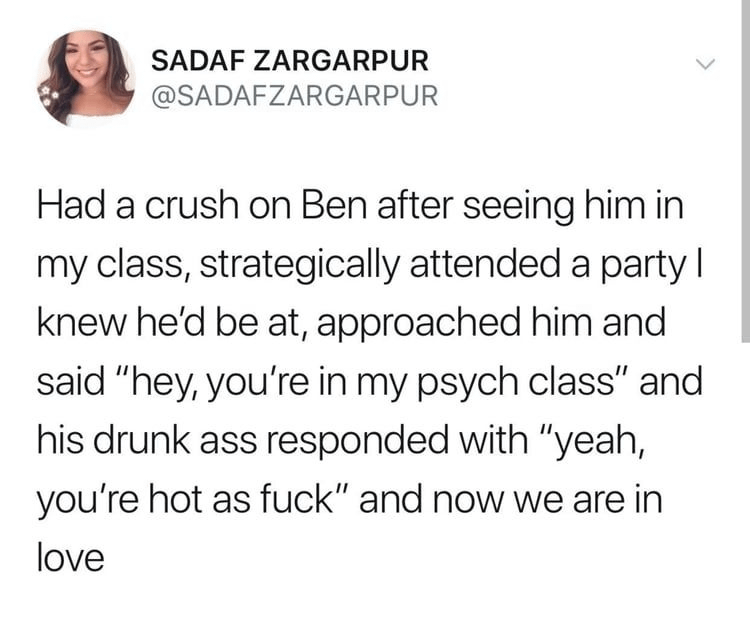 SADAF ZARGARPUR
@SADAFZARGARPUR
Had a crush on Ben after seeing him in
my class, strategically attended a party I
knew he'd be at, approached him and
said "hey, you're in my psych class" and
his drunk ass responded with "yeah,
you're hot as fuck" and now we are in
love